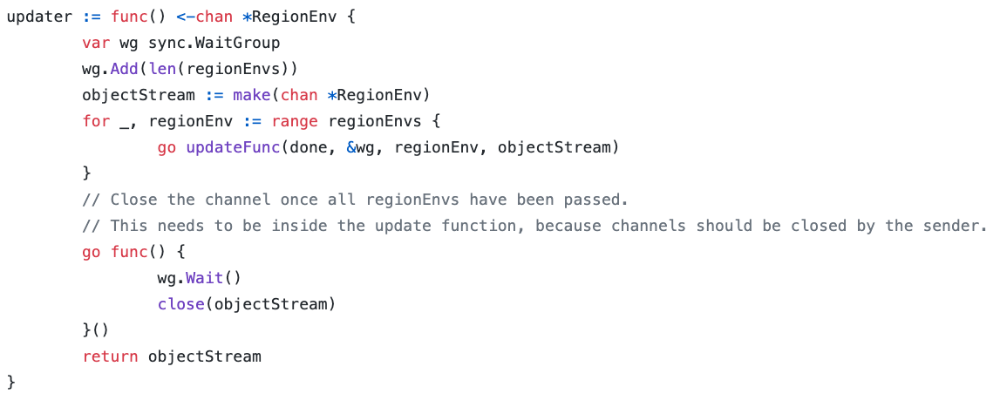 updater := func() <-chan *RegionEnv {
        var wg sync.WaitGroup
        wg.Add(len(regionEnvs))
        objectStream := make(chan *RegionEnv)
        for _, regionEnv := range regionEnvs {
                go updateFunc(done, &wg, regionEnv, objectStream)
        }
        // Close the channel once all regionEnvs have been passed.
        // This needs to be inside the update function, because channels should be closed by the sender.
        go func() {
                wg.Wait()
                close(objectStream)
        }()
        return objectStream
}